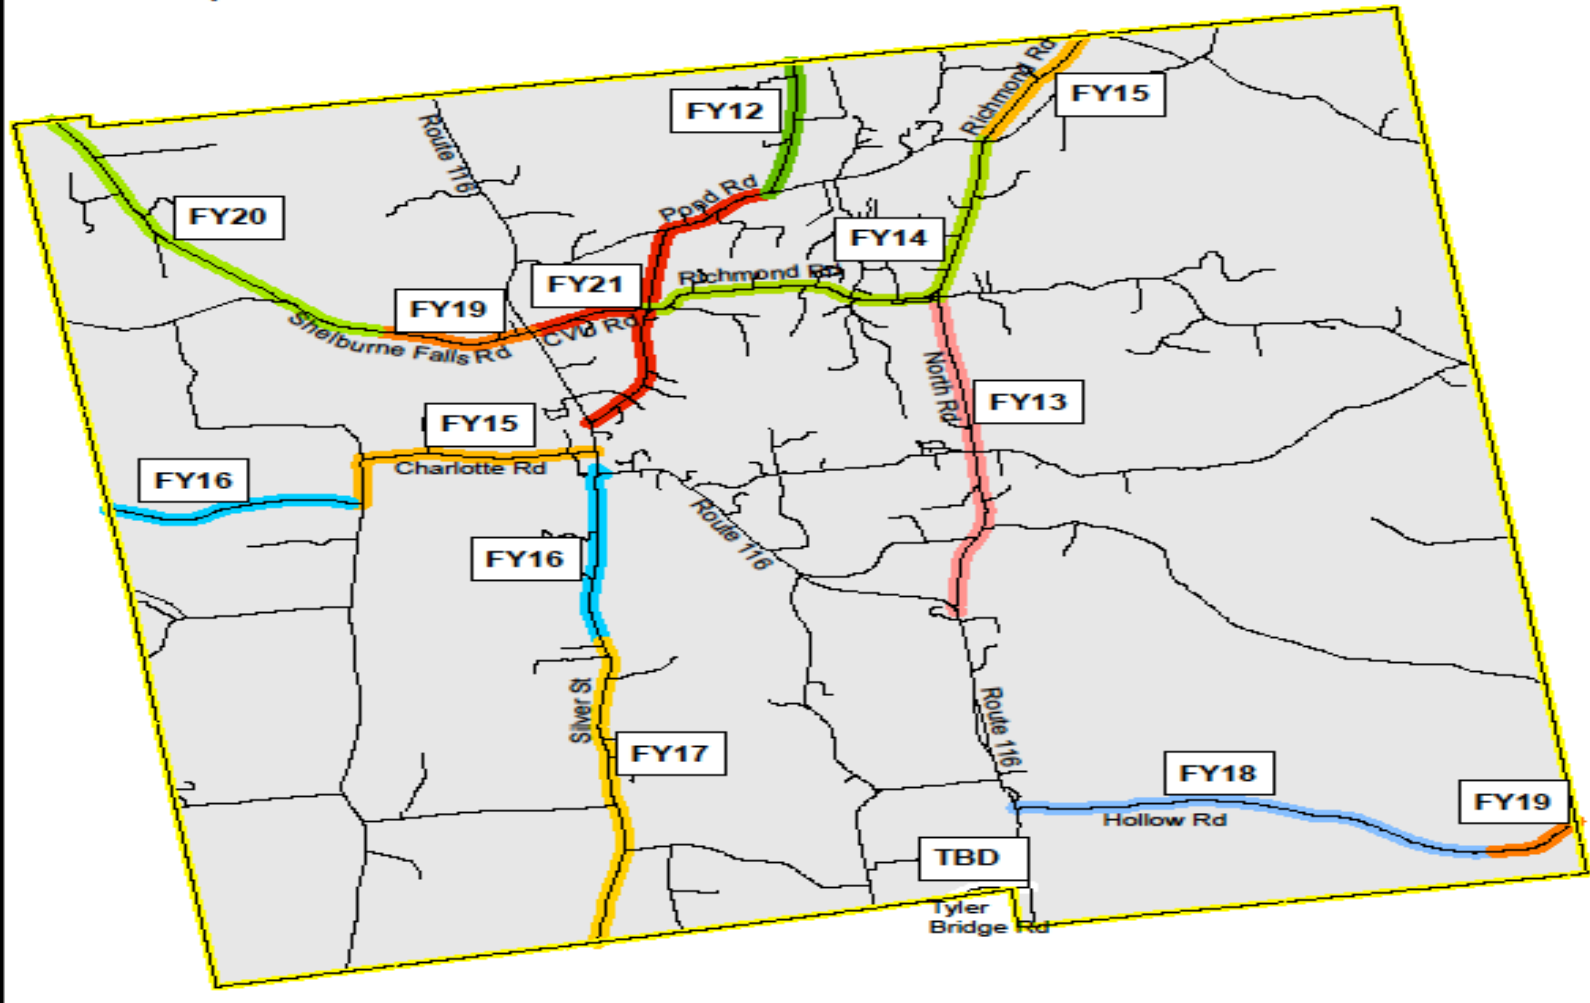 Richmond Rd
FY15
FY12
Route 116
Pond Rd
FY20
FY14
FY21
Richmond Rd
FY19
Shelburne Falls Rd
CVU Rd
North Rd
FY13
FY15
Charlotte Rd
FY16
Route 116
FY16
Silver St
FY17
Route 116
FY18
Hollow Rd
FY19
TBD
Tyler
Bridge Rd